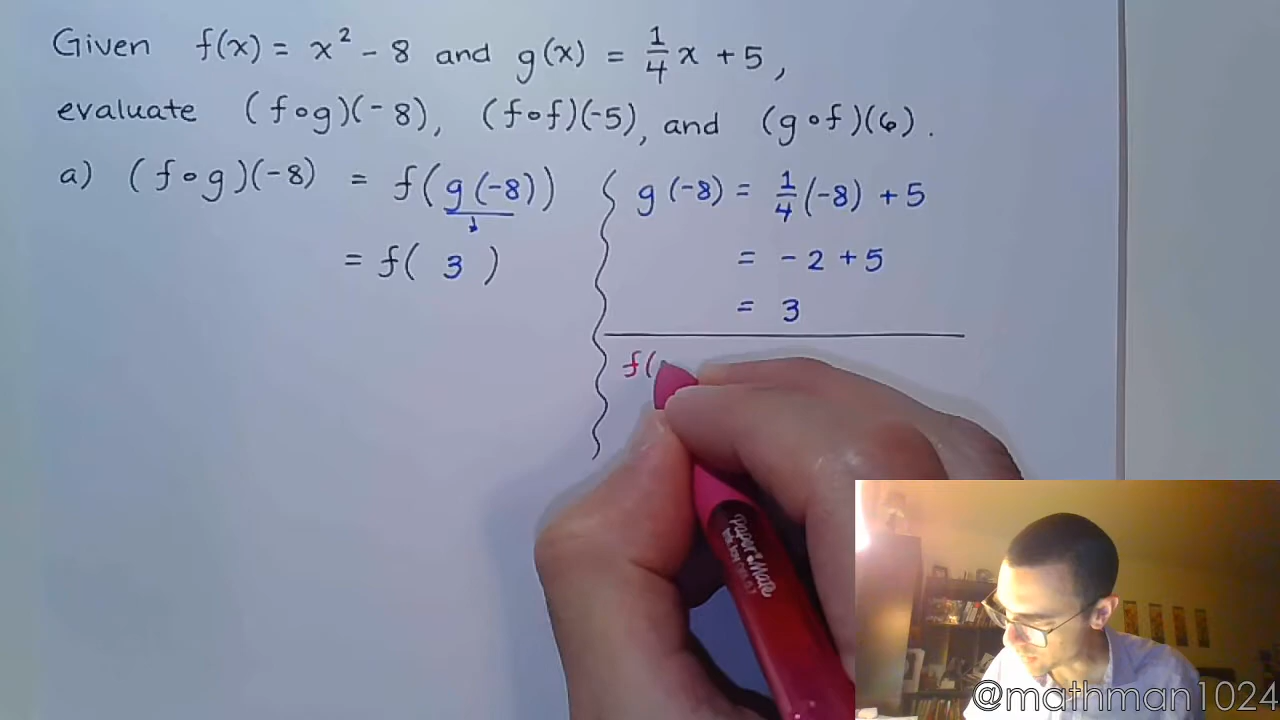 Given f(x) = x² - 8 and g(x) = 1/4 x + 5,
evaluate (f∘g)(-8), (f∘f)(-5), and (g∘f)(6).
a) (f∘g)(-8) = f(g(-8))
= f( 3 )
g(-8) = 1/4 (-8) + 5
= -2 + 5
= 3
f(
Paper Mate
@mathman1024